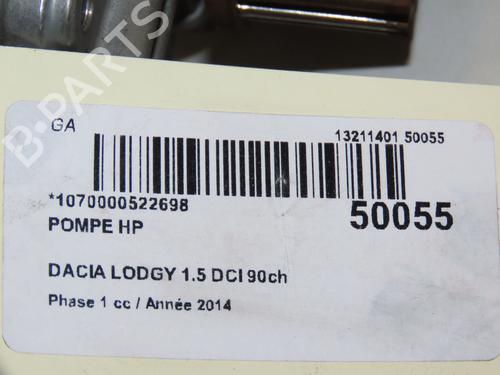 GA
13211401 50055
*1070000522698
50055
POMPE HP
DACIA LODGY 1.5 DCI 90ch
Phase 1 cc / Année 2014
B-PARTS